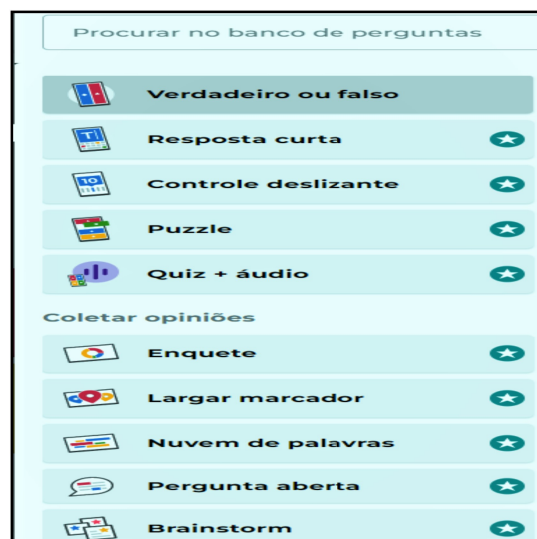 Procurar no banco de perguntas
Verdadeiro ou falso
Resposta curta
Controle deslizante
10
Puzzle
Quiz + áudio
Coletar opiniões
Enquete
Largar marcador
Nuvem de palavras
Pergunta aberta
Brainstorm